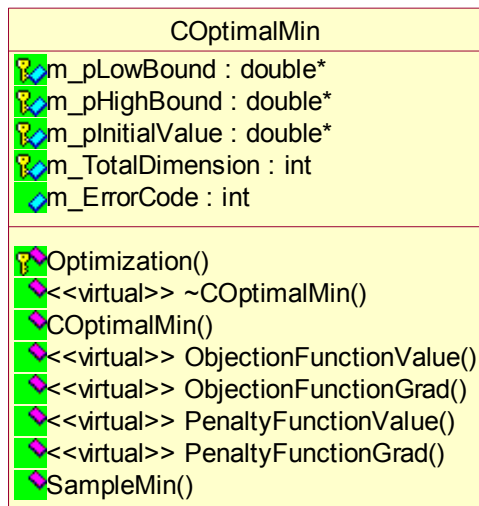 COptimalMin
m_pLowBound : double*
m_pHighBound : double*
m_pInitialValue : double*
m_TotalDimension : int
m_ErrorCode : int
Optimization()
<<virtual>> ~COptimalMin()
COptimalMin()
<<virtual>> ObjectionFunctionValue()
<<virtual>> ObjectionFunctionGrad()
<<virtual>> PenaltyFunctionValue()
<<virtual>> PenaltyFunctionGrad()
SampleMin()